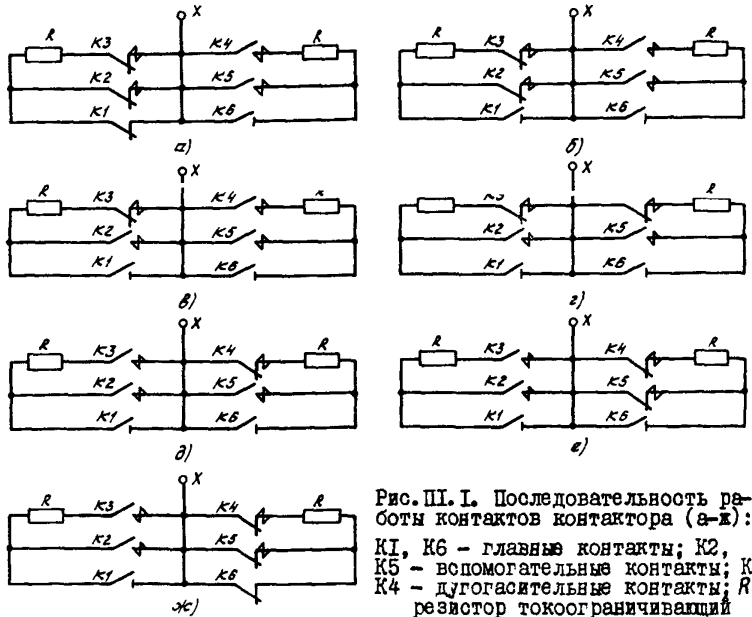 X
R K3 K4 R
K2 K5
K1 K6
а)
X
R K3 K4 R
K2 K5
K1 K6
б)
X
R K3 K4
K2 K5
K1 K6
в)
X
R
K2 K5
K1 K6
г)
X
R K3 K4 R
K2 K5
K1 K6
д)
X
R K3 K4 R
K2 K5
K1 K6
е)
X
R K3 K4 R
K2 K5
K1 K6
ж)
Рис.III.I. Последовательность ра-
боты контактов контактора (а-ж):
KI, K6 - главные контакты; K2,
K5 - вспомогательные контакты; К
K4 - дугогасительные контакты; R
резистор токоограничивающий